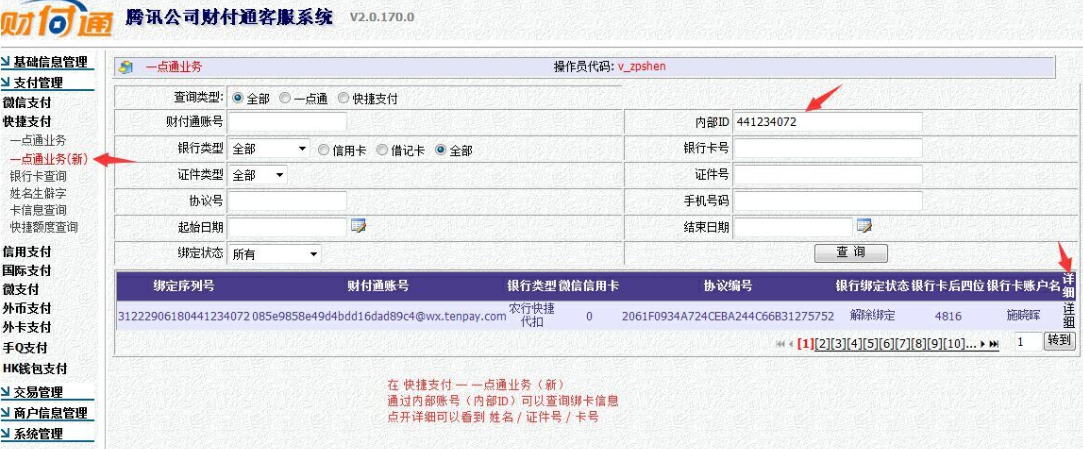 财付通 腾讯公司财付通客服系统 V2.0.170.0
基础信息管理
支付管理
微信支付
快捷支付
一点通业务
一点通业务(新)
银行卡查询
姓名生僻字
卡信息查询
快捷额度查询
信用支付
国际支付
微支付
外币支付
外卡支付
手Q支付
HK钱包支付
交易管理
商户信息管理
系统管理
一点通业务 操作员代码: v_zpshen
查询类型: 全部 一点通 快捷支付
财付通账号 内部ID 441234072
银行类型 全部 信用卡 借记卡 全部 银行卡号
证件类型 全部 证件号
协议号 手机号码
起始日期 结束日期
绑定状态 所有 查 询
绑定序列号 财付通账号 银行类型 微信信用卡 协议编号 银行绑定状态 银行卡后四位 银行卡账户名 详细
31222906180441234072 085e9858e49d4bdd16dad89c4@wx.tenpay.com 农行快捷代扣 0 2061F0934A724CEBA244C66B31275752 解除绑定 4816 施晓晖 详细
[1][2][3][4][5][6][7][8][9][10]... 1 转到
在 快捷支付 — 一点通业务（新）
通过内部账号（内部ID）可以查询绑卡信息
点开详细可以看到 姓名 / 证件号 / 卡号